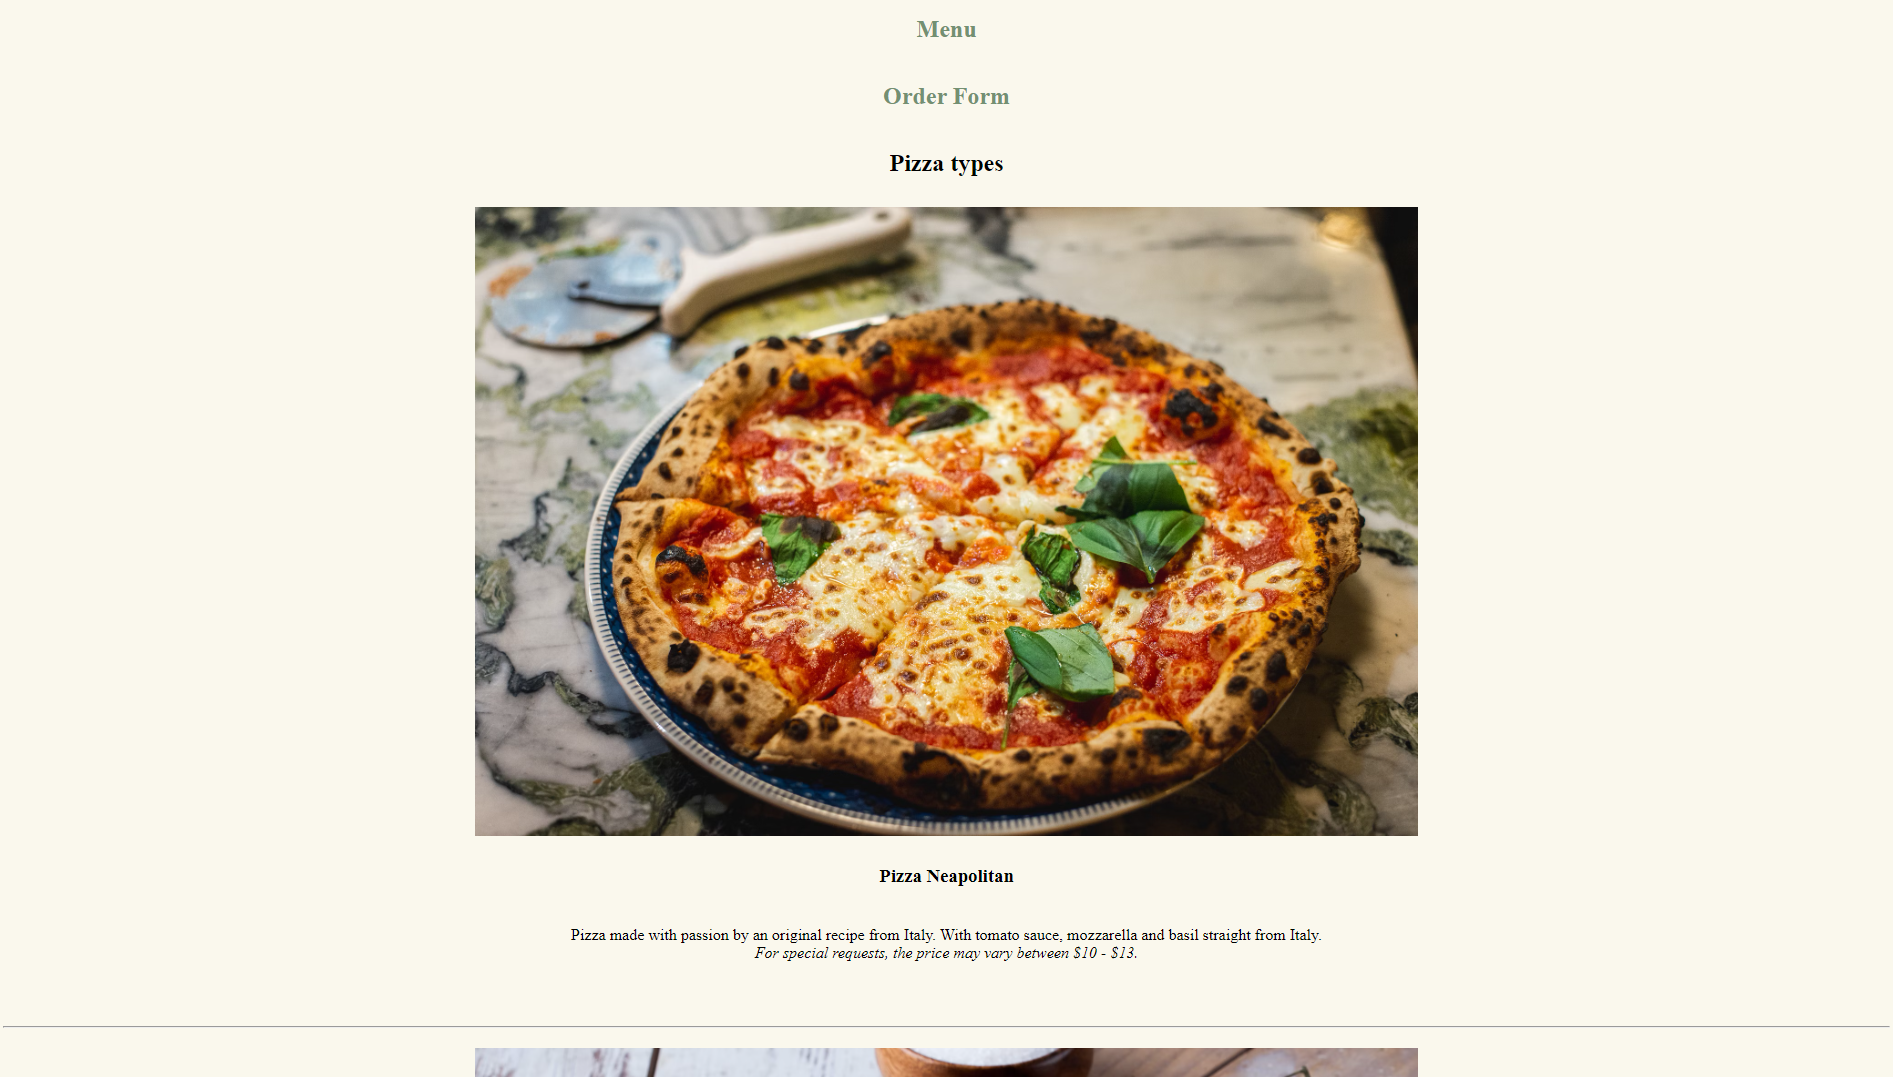 Menu
Order Form
Pizza types
Pizza Neapolitan
Pizza made with passion by an original recipe from Italy. With tomato sauce, mozzarella and basil straight from Italy.
For special requests, the price may vary between $10 - $13.